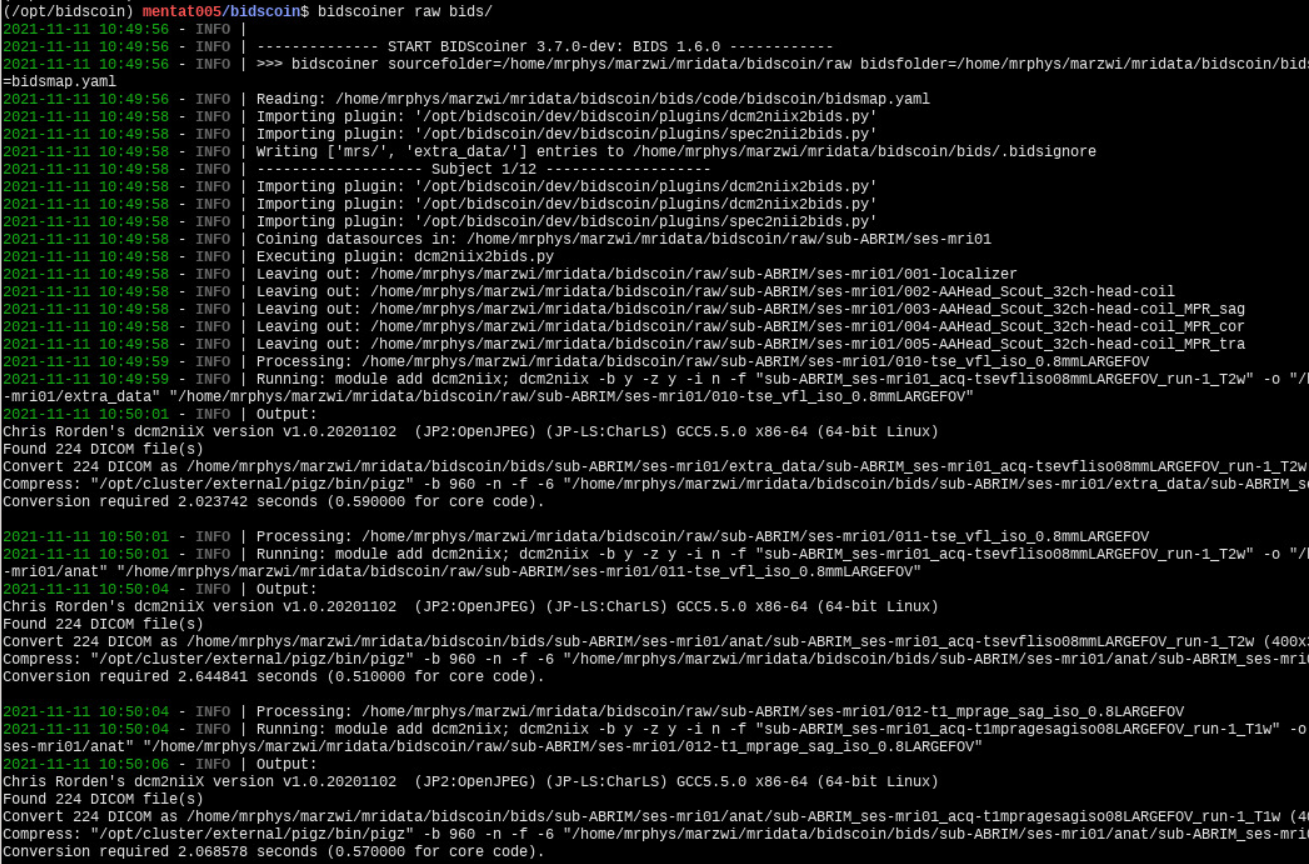 (/opt/bidscoin) mentat005/bidscoin$ bidscoiner raw bids/
2021-11-11 10:49:56 - INFO |
2021-11-11 10:49:56 - INFO | -------------- START BIDScoiner 3.7.0-dev: BIDS 1.6.0 ------------
2021-11-11 10:49:56 - INFO | >>> bidscoiner sourcefolder=/home/mrphys/marzwi/mridata/bidscoin/raw bidsfolder=/home/mrphys/marzwi/mridata/bidscoin/bids
=bidsmap.yaml
2021-11-11 10:49:56 - INFO | Reading: /home/mrphys/marzwi/mridata/bidscoin/bids/code/bidscoin/bidsmap.yaml
2021-11-11 10:49:58 - INFO | Importing plugin: '/opt/bidscoin/dev/bidscoin/plugins/dcm2niix2bids.py'
2021-11-11 10:49:58 - INFO | Importing plugin: '/opt/bidscoin/dev/bidscoin/plugins/spec2nii2bids.py'
2021-11-11 10:49:58 - INFO | Writing ['mrs/', 'extra_data/'] entries to /home/mrphys/marzwi/mridata/bidscoin/bids/.bidsignore
2021-11-11 10:49:58 - INFO | ------------------- Subject 1/12 -------------------
2021-11-11 10:49:58 - INFO | Importing plugin: '/opt/bidscoin/dev/bidscoin/plugins/dcm2niix2bids.py'
2021-11-11 10:49:58 - INFO | Importing plugin: '/opt/bidscoin/dev/bidscoin/plugins/dcm2niix2bids.py'
2021-11-11 10:49:58 - INFO | Importing plugin: '/opt/bidscoin/dev/bidscoin/plugins/spec2nii2bids.py'
2021-11-11 10:49:58 - INFO | Coining datasources in: /home/mrphys/marzwi/mridata/bidscoin/raw/sub-ABRIM/ses-mri01
2021-11-11 10:49:58 - INFO | Executing plugin: dcm2niix2bids.py
2021-11-11 10:49:58 - INFO | Leaving out: /home/mrphys/marzwi/mridata/bidscoin/raw/sub-ABRIM/ses-mri01/001-localizer
2021-11-11 10:49:58 - INFO | Leaving out: /home/mrphys/marzwi/mridata/bidscoin/raw/sub-ABRIM/ses-mri01/002-AAHead_Scout_32ch-head-coil
2021-11-11 10:49:58 - INFO | Leaving out: /home/mrphys/marzwi/mridata/bidscoin/raw/sub-ABRIM/ses-mri01/003-AAHead_Scout_32ch-head-coil_MPR_sag
2021-11-11 10:49:58 - INFO | Leaving out: /home/mrphys/marzwi/mridata/bidscoin/raw/sub-ABRIM/ses-mri01/004-AAHead_Scout_32ch-head-coil_MPR_cor
2021-11-11 10:49:58 - INFO | Leaving out: /home/mrphys/marzwi/mridata/bidscoin/raw/sub-ABRIM/ses-mri01/005-AAHead_Scout_32ch-head-coil_MPR_tra
2021-11-11 10:49:59 - INFO | Processing: /home/mrphys/marzwi/mridata/bidscoin/raw/sub-ABRIM/ses-mri01/010-tse_vfl_iso_0.8mmLARGEFOV
2021-11-11 10:49:59 - INFO | Running: module add dcm2niix; dcm2niix -b y -z y -i n -f "sub-ABRIM_ses-mri01_acq-tsevfliso08mmLARGEFOV_run-1_T2w" -o "/h
-mri01/extra_data" "/home/mrphys/marzwi/mridata/bidscoin/raw/sub-ABRIM/ses-mri01/010-tse_vfl_iso_0.8mmLARGEFOV"
2021-11-11 10:50:01 - INFO | Output:
Chris Rorden's dcm2niiX version v1.0.20201102  (JP2:OpenJPEG) (JP-LS:CharLS) GCC5.5.0 x86-64 (64-bit Linux)
Found 224 DICOM file(s)
Convert 224 DICOM as /home/mrphys/marzwi/mridata/bidscoin/bids/sub-ABRIM/ses-mri01/extra_data/sub-ABRIM_ses-mri01_acq-tsevfliso08mmLARGEFOV_run-1_T2w
Compress: "/opt/cluster/external/pigz/bin/pigz" -b 960 -n -f -6 "/home/mrphys/marzwi/mridata/bidscoin/bids/sub-ABRIM/ses-mri01/extra_data/sub-ABRIM_se
Conversion required 2.023742 seconds (0.590000 for core code).
2021-11-11 10:50:01 - INFO | Processing: /home/mrphys/marzwi/mridata/bidscoin/raw/sub-ABRIM/ses-mri01/011-tse_vfl_iso_0.8mmLARGEFOV
2021-11-11 10:50:01 - INFO | Running: module add dcm2niix; dcm2niix -b y -z y -i n -f "sub-ABRIM_ses-mri01_acq-tsevfliso08mmLARGEFOV_run-1_T2w" -o "/h
-mri01/anat" "/home/mrphys/marzwi/mridata/bidscoin/raw/sub-ABRIM/ses-mri01/011-tse_vfl_iso_0.8mmLARGEFOV"
2021-11-11 10:50:04 - INFO | Output:
Chris Rorden's dcm2niiX version v1.0.20201102  (JP2:OpenJPEG) (JP-LS:CharLS) GCC5.5.0 x86-64 (64-bit Linux)
Found 224 DICOM file(s)
Convert 224 DICOM as /home/mrphys/marzwi/mridata/bidscoin/bids/sub-ABRIM/ses-mri01/anat/sub-ABRIM_ses-mri01_acq-tsevfliso08mmLARGEFOV_run-1_T2w (400x
Compress: "/opt/cluster/external/pigz/bin/pigz" -b 960 -n -f -6 "/home/mrphys/marzwi/mridata/bidscoin/bids/sub-ABRIM/ses-mri01/anat/sub-ABRIM_ses-mri
Conversion required 2.644841 seconds (0.510000 for core code).
2021-11-11 10:50:04 - INFO | Processing: /home/mrphys/marzwi/mridata/bidscoin/raw/sub-ABRIM/ses-mri01/012-t1_mprage_sag_iso_0.8LARGEFOV
2021-11-11 10:50:04 - INFO | Running: module add dcm2niix; dcm2niix -b y -z y -i n -f "sub-ABRIM_ses-mri01_acq-t1mpragesagiso08LARGEFOV_run-1_T1w" -o
ses-mri01/anat" "/home/mrphys/marzwi/mridata/bidscoin/raw/sub-ABRIM/ses-mri01/012-t1_mprage_sag_iso_0.8LARGEFOV"
2021-11-11 10:50:06 - INFO | Output:
Chris Rorden's dcm2niiX version v1.0.20201102  (JP2:OpenJPEG) (JP-LS:CharLS) GCC5.5.0 x86-64 (64-bit Linux)
Found 224 DICOM file(s)
Convert 224 DICOM as /home/mrphys/marzwi/mridata/bidscoin/bids/sub-ABRIM/ses-mri01/anat/sub-ABRIM_ses-mri01_acq-t1mpragesagiso08LARGEFOV_run-1_T1w (40
Compress: "/opt/cluster/external/pigz/bin/pigz" -b 960 -n -f -6 "/home/mrphys/marzwi/mridata/bidscoin/bids/sub-ABRIM/ses-mri01/anat/sub-ABRIM_ses-mri
Conversion required 2.068578 seconds (0.570000 for core code).